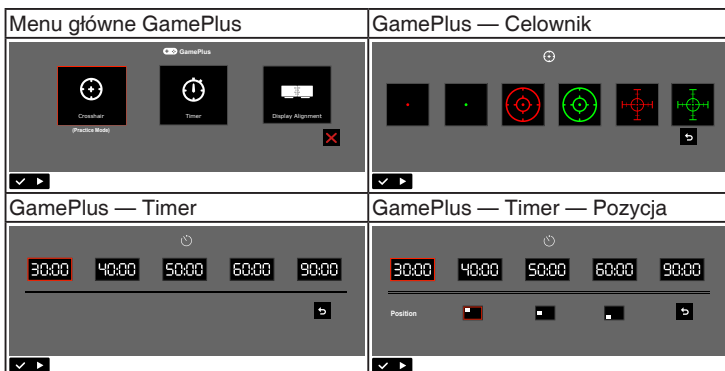 Menu główne GamePlus
GamePlus — Celownik
GamePlus
Crosshair
Timer
Display Alignment
(Practice Mode)
GamePlus — Timer
GamePlus — Timer — Pozycja
30:00 40:00 50:00 60:00 90:00
30:00 40:00 50:00 60:00 90:00
Position